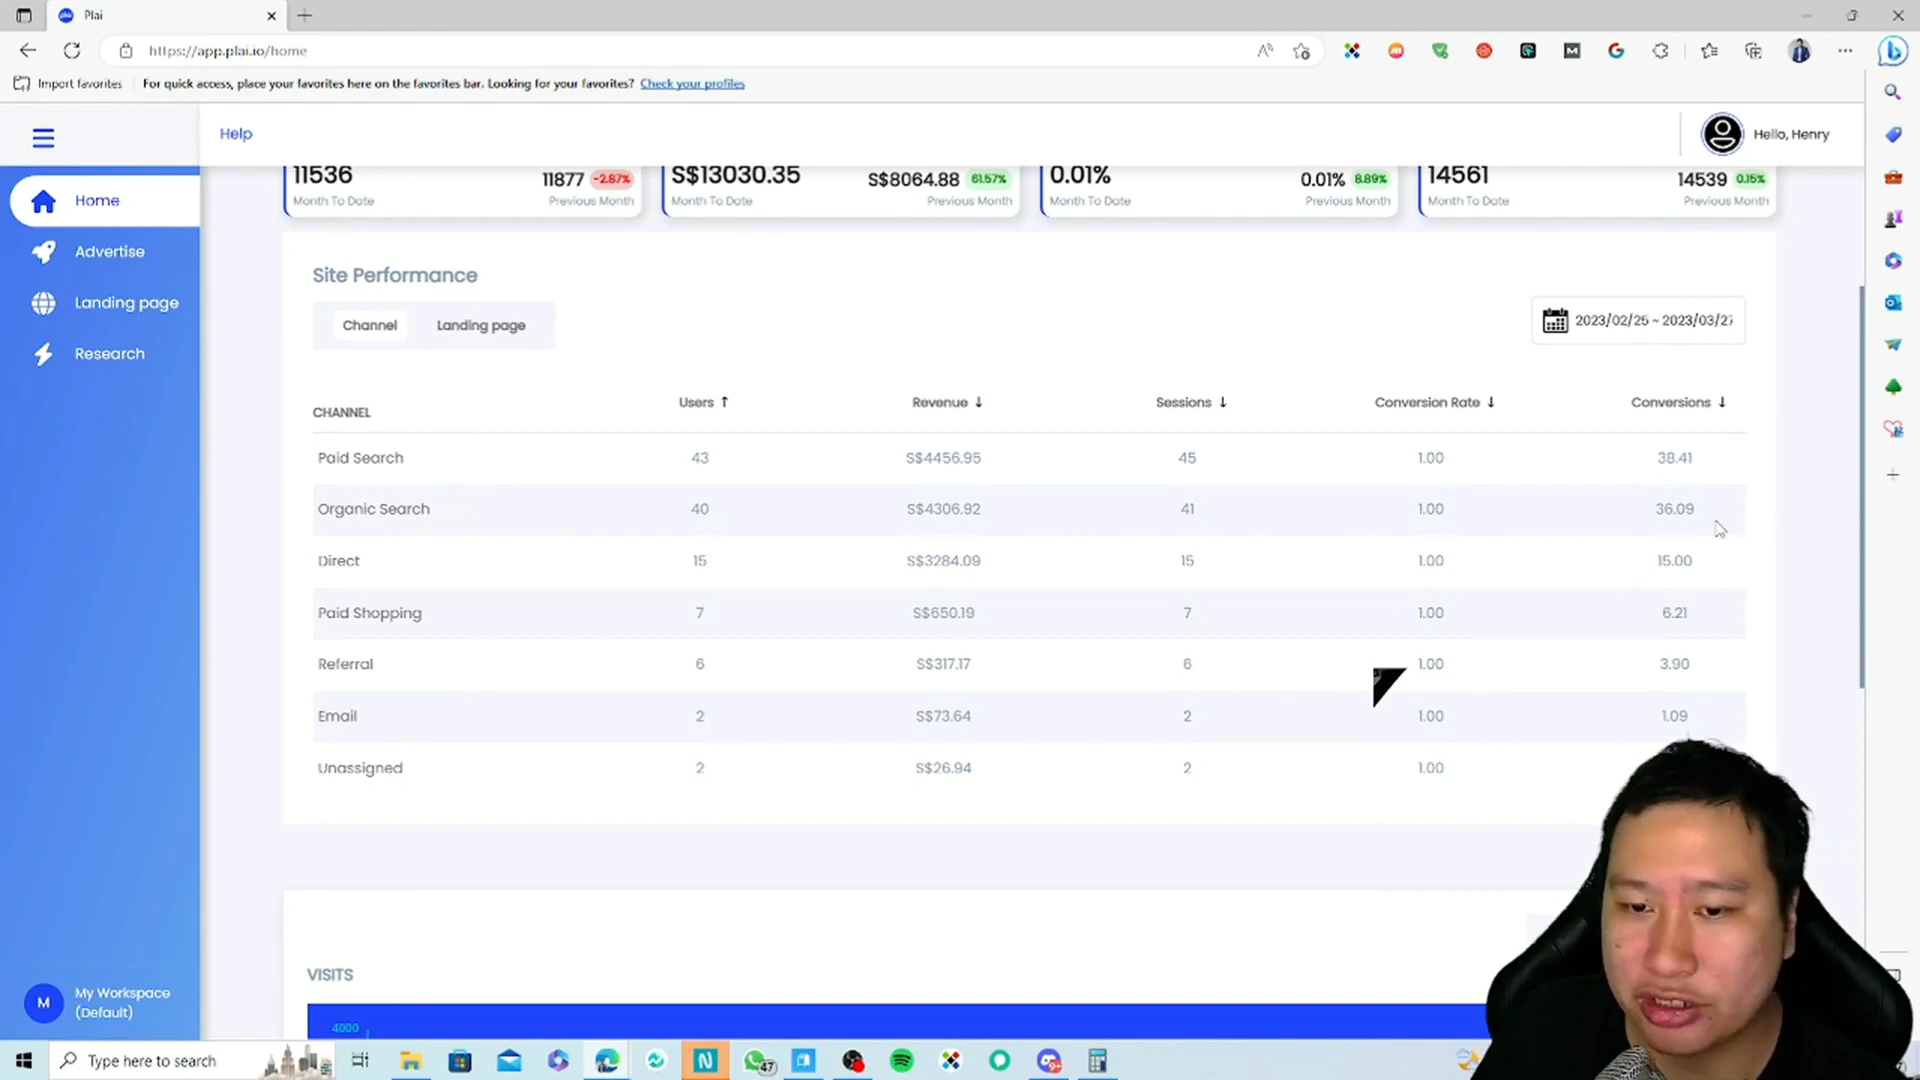 Plai
https://app.plai.io/home
Import favorites
For quick access, place your favorites here on the favorites bar. Looking for your favorites? Check your profiles
Help
Hello, Henry
11536
11877 -2.87%
Month To Date
Previous Month
S$13030.35
S$8064.88 61.57%
Month To Date
Previous Month
0.01%
0.01% 8.89%
Month To Date
Previous Month
14561
14539 0.15%
Month To Date
Previous Month
Home
Advertise
Landing page
Research
Site Performance
Channel Landing page
2023/02/25 ~ 2023/03/27
CHANNEL Users ↑ Revenue ↓ Sessions ↓ Conversion Rate ↓ Conversions ↓
Paid Search 43 S$4456.95 45 1.00 38.41
Organic Search 40 S$4306.92 41 1.00 36.09
Direct 15 S$3284.09 15 1.00 15.00
Paid Shopping 7 S$650.19 7 1.00 6.21
Referral 6 S$317.17 6 1.00 3.90
Email 2 S$73.64 2 1.00 1.09
Unassigned 2 S$26.94 2 1.00
VISITS
4000
M
My Workspace
(Default)
Type here to search
47